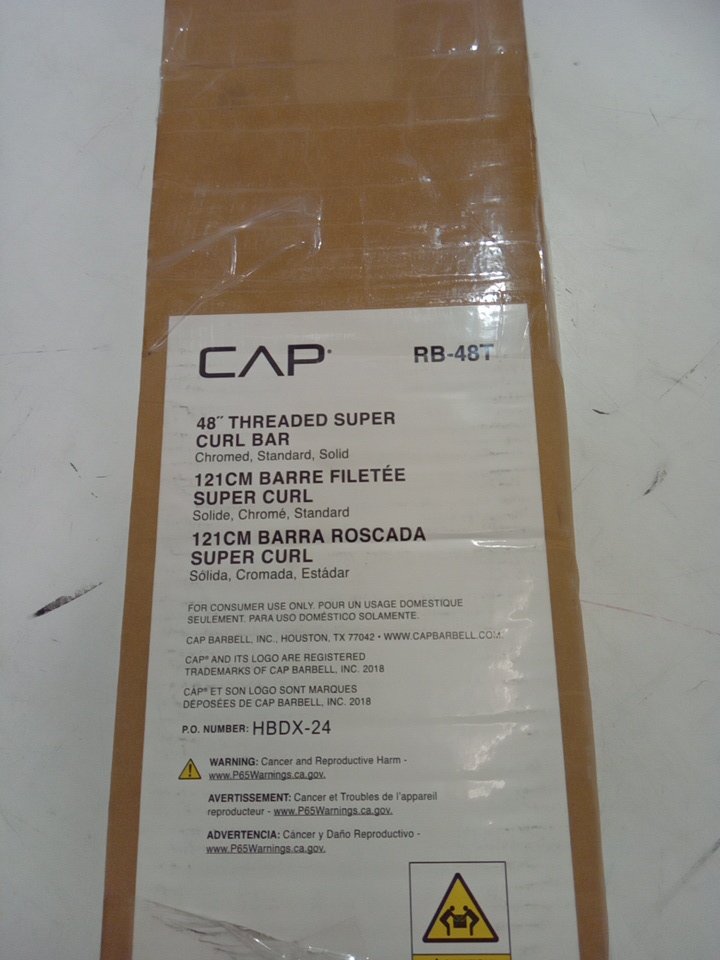 CAP®
RB-48T
48" THREADED SUPER
CURL BAR
Chromed, Standard, Solid
121CM BARRE FILETÉE
SUPER CURL
Solide, Chromé, Standard
121CM BARRA ROSCADA
SUPER CURL
Sólida, Cromada, Estádar
FOR CONSUMER USE ONLY. POUR UN USAGE DOMESTIQUE
SEULEMENT. PARA USO DOMÉSTICO SOLAMENTE.
CAP BARBELL, INC., HOUSTON, TX 77042 • WWW.CAPBARBELL.COM
CAP® AND ITS LOGO ARE REGISTERED
TRADEMARKS OF CAP BARBELL, INC. 2018
CAP® ET SON LOGO SONT MARQUES
DÉPOSÉES DE CAP BARBELL, INC. 2018
P.O. NUMBER: HBDX-24
WARNING: Cancer and Reproductive Harm -
www.P65Warnings.ca.gov.
AVERTISSEMENT: Cancer et Troubles de l'appareil
reproducteur - www.P65Warnings.ca.gov.
ADVERTENCIA: Cáncer y Daño Reproductivo -
www.P65Warnings.ca.gov.